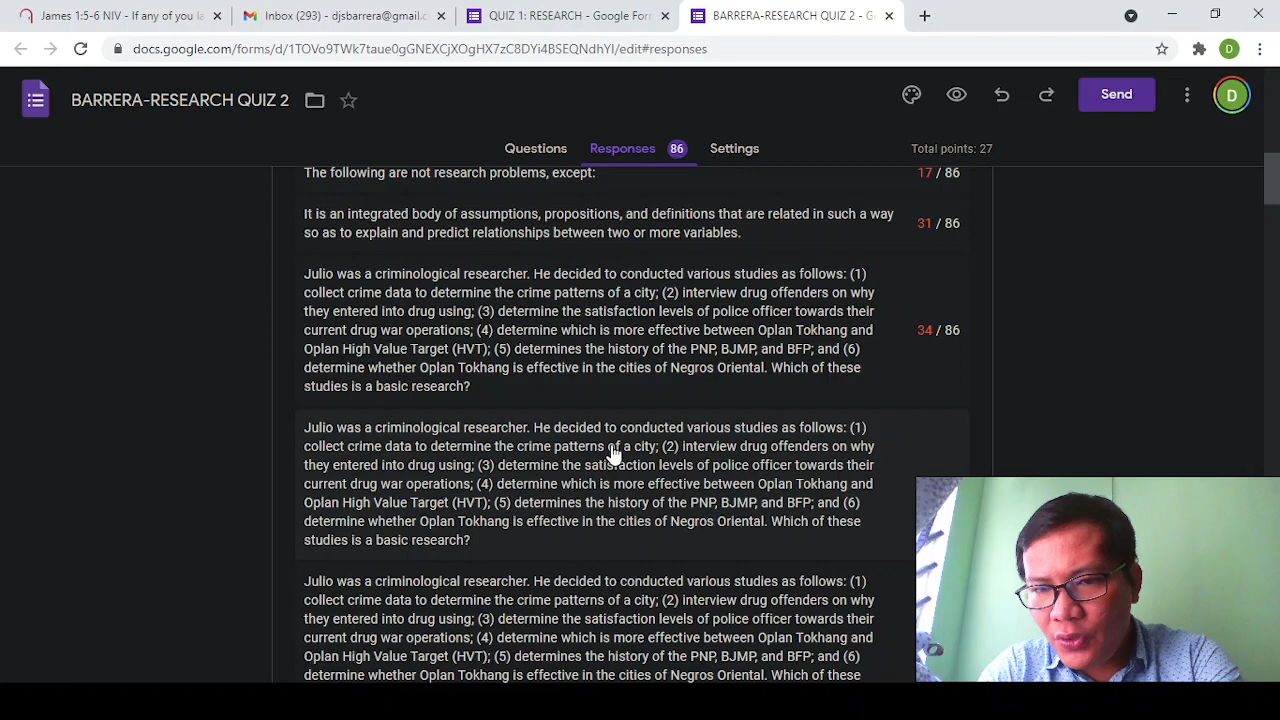 James 1:5-6 NIV - If any of you la
Inbox (293) - djsbarrera@gmail.c
QUIZ 1: RESEARCH - Google Form
BARRERA-RESEARCH QUIZ 2 - Go
docs.google.com/forms/d/1TOVo9TWk7taue0gGNEXCjXOgHX7zC8DYi4BSEQNdhYI/edit#responses
D
BARRERA-RESEARCH QUIZ 2
Send
D
Questions
Responses 86
Settings
Total points: 27
The following are not research problems, except:
17 / 86
It is an integrated body of assumptions, propositions, and definitions that are related in such a way
so as to explain and predict relationships between two or more variables.
31 / 86
Julio was a criminological researcher. He decided to conducted various studies as follows: (1)
collect crime data to determine the crime patterns of a city; (2) interview drug offenders on why
they entered into drug using; (3) determine the satisfaction levels of police officer towards their
current drug war operations; (4) determine which is more effective between Oplan Tokhang and
Oplan High Value Target (HVT); (5) determines the history of the PNP, BJMP, and BFP; and (6)
determine whether Oplan Tokhang is effective in the cities of Negros Oriental. Which of these
studies is a basic research?
34 / 86
Julio was a criminological researcher. He decided to conducted various studies as follows: (1)
collect crime data to determine the crime patterns of a city; (2) interview drug offenders on why
they entered into drug using; (3) determine the satisfaction levels of police officer towards their
current drug war operations; (4) determine which is more effective between Oplan Tokhang and
Oplan High Value Target (HVT); (5) determines the history of the PNP, BJMP, and BFP; and (6)
determine whether Oplan Tokhang is effective in the cities of Negros Oriental. Which of these
studies is a basic research?
Julio was a criminological researcher. He decided to conducted various studies as follows: (1)
collect crime data to determine the crime patterns of a city; (2) interview drug offenders on why
they entered into drug using; (3) determine the satisfaction levels of police officer towards their
current drug war operations; (4) determine which is more effective between Oplan Tokhang and
Oplan High Value Target (HVT); (5) determines the history of the PNP, BJMP, and BFP; and (6)
determine whether Oplan Tokhang is effective in the cities of Negros Oriental. Which of these